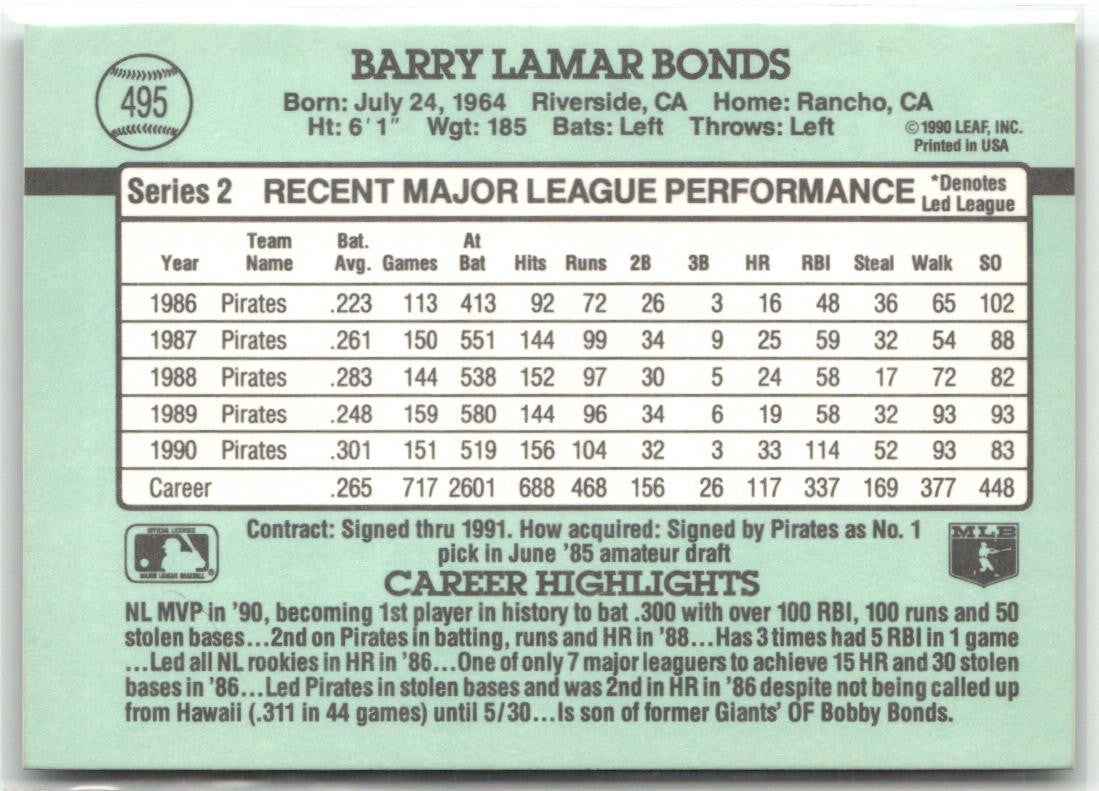 495
BARRY LAMAR BONDS
Born: July 24, 1964 Riverside, CA Home: Rancho, CA
Ht: 6'1" Wgt: 185 Bats: Left Throws: Left
©1990 LEAF, INC.
Printed in USA
Series 2 RECENT MAJOR LEAGUE PERFORMANCE *Denotes
Led League
Year Team Name Bat. Avg. Games At Bat Hits Runs 2B 3B HR RBI Steal Walk SO
1986 Pirates .223 113 413 92 72 26 3 16 48 36 65 102
1987 Pirates .261 150 551 144 99 34 9 25 59 32 54 88
1988 Pirates .283 144 538 152 97 30 5 24 58 17 72 82
1989 Pirates .248 159 580 144 96 34 6 19 58 32 93 93
1990 Pirates .301 151 519 156 104 32 3 33 114 52 93 83
Career .265 717 2601 688 468 156 26 117 337 169 377 448
Contract: Signed thru 1991. How acquired: Signed by Pirates as No. 1
pick in June '85 amateur draft
OFFICIAL LICENSEE
MAJOR LEAGUE BASEBALL
MLB
CAREER HIGHLIGHTS
NL MVP in '90, becoming 1st player in history to bat .300 with over 100 RBI, 100 runs and 50
stolen bases...2nd on Pirates in batting, runs and HR in '88...Has 3 times had 5 RBI in 1 game
...Led all NL rookies in HR in '86...One of only 7 major leaguers to achieve 15 HR and 30 stolen
bases in '86...Led Pirates in stolen bases and was 2nd in HR in '86 despite not being called up
from Hawaii (.311 in 44 games) until 5/30...Is son of former Giants' OF Bobby Bonds.